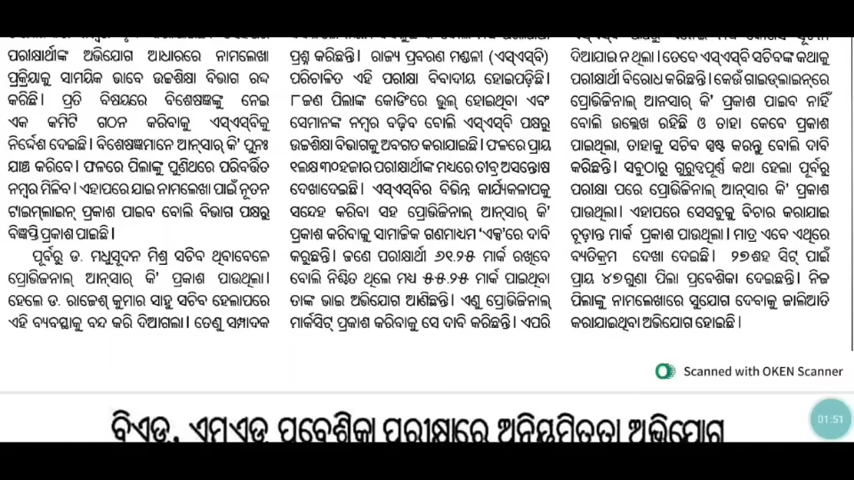 ପରୀକ୍ଷାର୍ଥୀଙ୍କ ଅଭିଯୋଗ ଆଧାରରେ ନାମଲେଖା
ପ୍ରକ୍ରିୟାକୁ ସାମୟିକ ଭାବେ ଉଚ୍ଚଶିକ୍ଷା ବିଭାଗ ରଦ୍ଦ
କରିଛି। ପ୍ରତି ବିଷୟରେ ବିଶେଷଜ୍ଞଙ୍କୁ ନେଇ
ଏକ କମିଟି ଗଠନ କରିବାକୁ ଏସ୍ଏସ୍‌ବିକୁ
ନିର୍ଦ୍ଦେଶ ଦେଇଛି। ବିଶେଷଜ୍ଞମାନେ ଆନ୍‌ସାର୍ କି' ପୁନଃ
ଯାଞ୍ଚ କରିବେ। ଫଳରେ ପିଲାଙ୍କୁ ପୁଣିଥରେ ପରିବର୍ତ୍ତିତ
ନମ୍ବର ମିଳିବ। ଏହାପରେ ଯାଇ ନାମଲେଖା ପାଇଁ ନୂତନ
ଟାଇମ୍‌ଲାଇନ୍ ପ୍ରକାଶ ପାଇବ ବୋଲି ବିଭାଗ ପକ୍ଷରୁ
ବିଜ୍ଞପ୍ତି ପ୍ରକାଶ ପାଇଛି।
ପୂର୍ବରୁ ଡ. ମଧୁସୂଦନ ମିଶ୍ର ସଚିବ ଥିବାବେଳେ
ପ୍ରୋଭିଜିନାଲ୍ ଆନ୍‌ସାର୍ କି' ପ୍ରକାଶ ପାଉଥିଲା।
ହେଲେ ଡ. ରାଜେଶ୍ କୁମାର ସାହୁ ସଚିବ ହେଲାପରେ
ଏହି ବ୍ୟବସ୍ଥାକୁ ବନ୍ଦ କରି ଦିଆଗଲା। ତେଣୁ ସମ୍ପାଦକ
ପ୍ରଶ୍ନ କରିଛନ୍ତି। ରାଜ୍ୟ ପ୍ରବରଣ ମଣ୍ଡଳୀ (ଏସ୍ଏସ୍‌ବି)
ପରିଚାଳିତ ଏହି ପରୀକ୍ଷା ବିବାଦୀୟ ହୋଇପଡ଼ିଛି।
୮ଜଣ ପିଲାଙ୍କ କୋଡିଂରେ ଭୁଲ୍ ହୋଇଥିବା ଏବଂ
ସେମାନଙ୍କ ନମ୍ବର ବଢ଼ିବ ବୋଲି ଏସ୍ଏସ୍‌ବି ପକ୍ଷରୁ
ଉଚ୍ଚଶିକ୍ଷା ବିଭାଗକୁ ଅବଗତ କରାଯାଇଛି। ଫଳରେ ପ୍ରାୟ
୧ଲକ୍ଷ୩୦ହଜାର ପରୀକ୍ଷାର୍ଥୀଙ୍କ ମଧ୍ୟରେ ତୀବ୍ର ଅସନ୍ତୋଷ
ଦେଖାଦେଇଛି। ଏସ୍ଏସ୍‌ବିର ବିଭିନ୍ନ କାର୍ଯ୍ୟକଳାପକୁ
ସନ୍ଦେହ କରିବା ସହ ପ୍ରୋଭିଜିନାଲ୍ ଆନ୍‌ସାର୍ କି'
ପ୍ରକାଶ କରିବାକୁ ସାମାଜିକ ଗଣମାଧ୍ୟମ 'ଏକ୍ସ'ରେ ଦାବି
କରୁଛନ୍ତି। ଜଣେ ପରୀକ୍ଷାର୍ଥୀ ୬୧.୨୫ ମାର୍କ ରଖିବେ
ବୋଲି ନିଶ୍ଚିତ ଥିଲେ ମଧ୍ୟ ୫୫.୨୫ ମାର୍କ ପାଇଥିବା
ତାଙ୍କ ଭାଇ ଅଭିଯୋଗ ଆଣିଛନ୍ତି। ଏଣୁ ପ୍ରୋଭିଜିନାଲ୍
ମାର୍କସିଟ୍ ପ୍ରକାଶ କରିବାକୁ ସେ ଦାବି କରିଛନ୍ତି। ଏପରି
ଦିଆଯାଇ ନ ଥିଲା। ତେବେ ଏସ୍ଏସ୍‌ବି ସଚିବଙ୍କ କଥାକୁ
ପରୀକ୍ଷାର୍ଥୀ ବିରୋଧ କରିଛନ୍ତି। କେଉଁ ଗାଇଡ୍‌ଲାଇନ୍‌ରେ
ପ୍ରୋଭିଜିନାଲ୍ ଆନ୍‌ସାର୍ କି' ପ୍ରକାଶ ପାଇବ ନାହିଁ
ବୋଲି ଉଲ୍ଲେଖ ରହିଛି ଓ ତାହା କେବେ ପ୍ରକାଶ
ପାଇଥିଲା, ତାହାକୁ ସଚିବ ସ୍ପଷ୍ଟ କରନ୍ତୁ ବୋଲି ଦାବି
କରିଛନ୍ତି। ସବୁଠାରୁ ଗୁରୁତ୍ୱପୂର୍ଣ୍ଣ କଥା ହେଲା ପୂର୍ବରୁ
ପରୀକ୍ଷା ପରେ ପ୍ରୋଭିଜିନାଲ୍ ଆନ୍‌ସାର୍ କି' ପ୍ରକାଶ
ପାଉଥିଲା। ଏହାପରେ ସେସବୁକୁ ବିଚାର କରାଯାଇ
ଚୂଡ଼ାନ୍ତ ମାର୍କ ପ୍ରକାଶ ପାଉଥିଲା। ମାତ୍ର ଏବେ ଏଥିରେ
ବ୍ୟତିକ୍ରମ ଦେଖା ଦେଇଛି। ୨୭ଶହ ସିଟ୍ ପାଇଁ
ପ୍ରାୟ ୪୭ଗୁଣା ପିଲା ପ୍ରବେଶିକା ଦେଇଛନ୍ତି। ନିଜ
ପିଲାଙ୍କୁ ନାମଲେଖାରେ ସୁଯୋଗ ଦେବାକୁ ଜାଲିଆତି
କରାଯାଇଥିବା ଅଭିଯୋଗ ହୋଇଛି।
Scanned with OKEN Scanner
01:51
ବିଏଡ୍, ଏମ୍ଏଡ୍ ପ୍ରବେଶିକା ପରୀକ୍ଷାରେ ଅନିୟମିତତା ଅଭିଯୋଗ